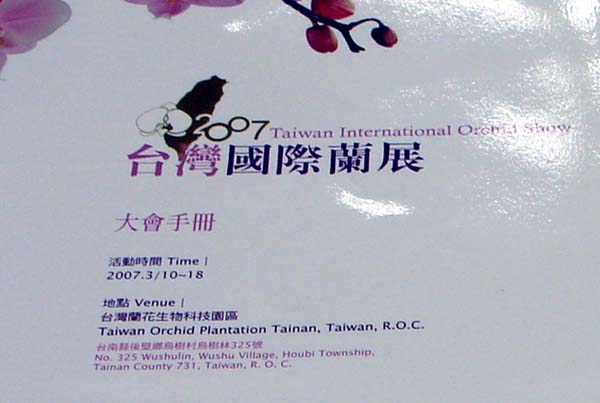 2007 Taiwan International Orchid Show
台灣國際蘭展
大會手冊
活動時間 Time |
2007.3/10~18
地點 Venue |
台灣蘭花生物科技園區
Taiwan Orchid Plantation Tainan, Taiwan, R.O.C.
台南縣後壁鄉烏樹村烏樹林325號
No. 325 Wushulin, Wushu Village, Houbi Township,
Tainan County 731, Taiwan, R. O. C.